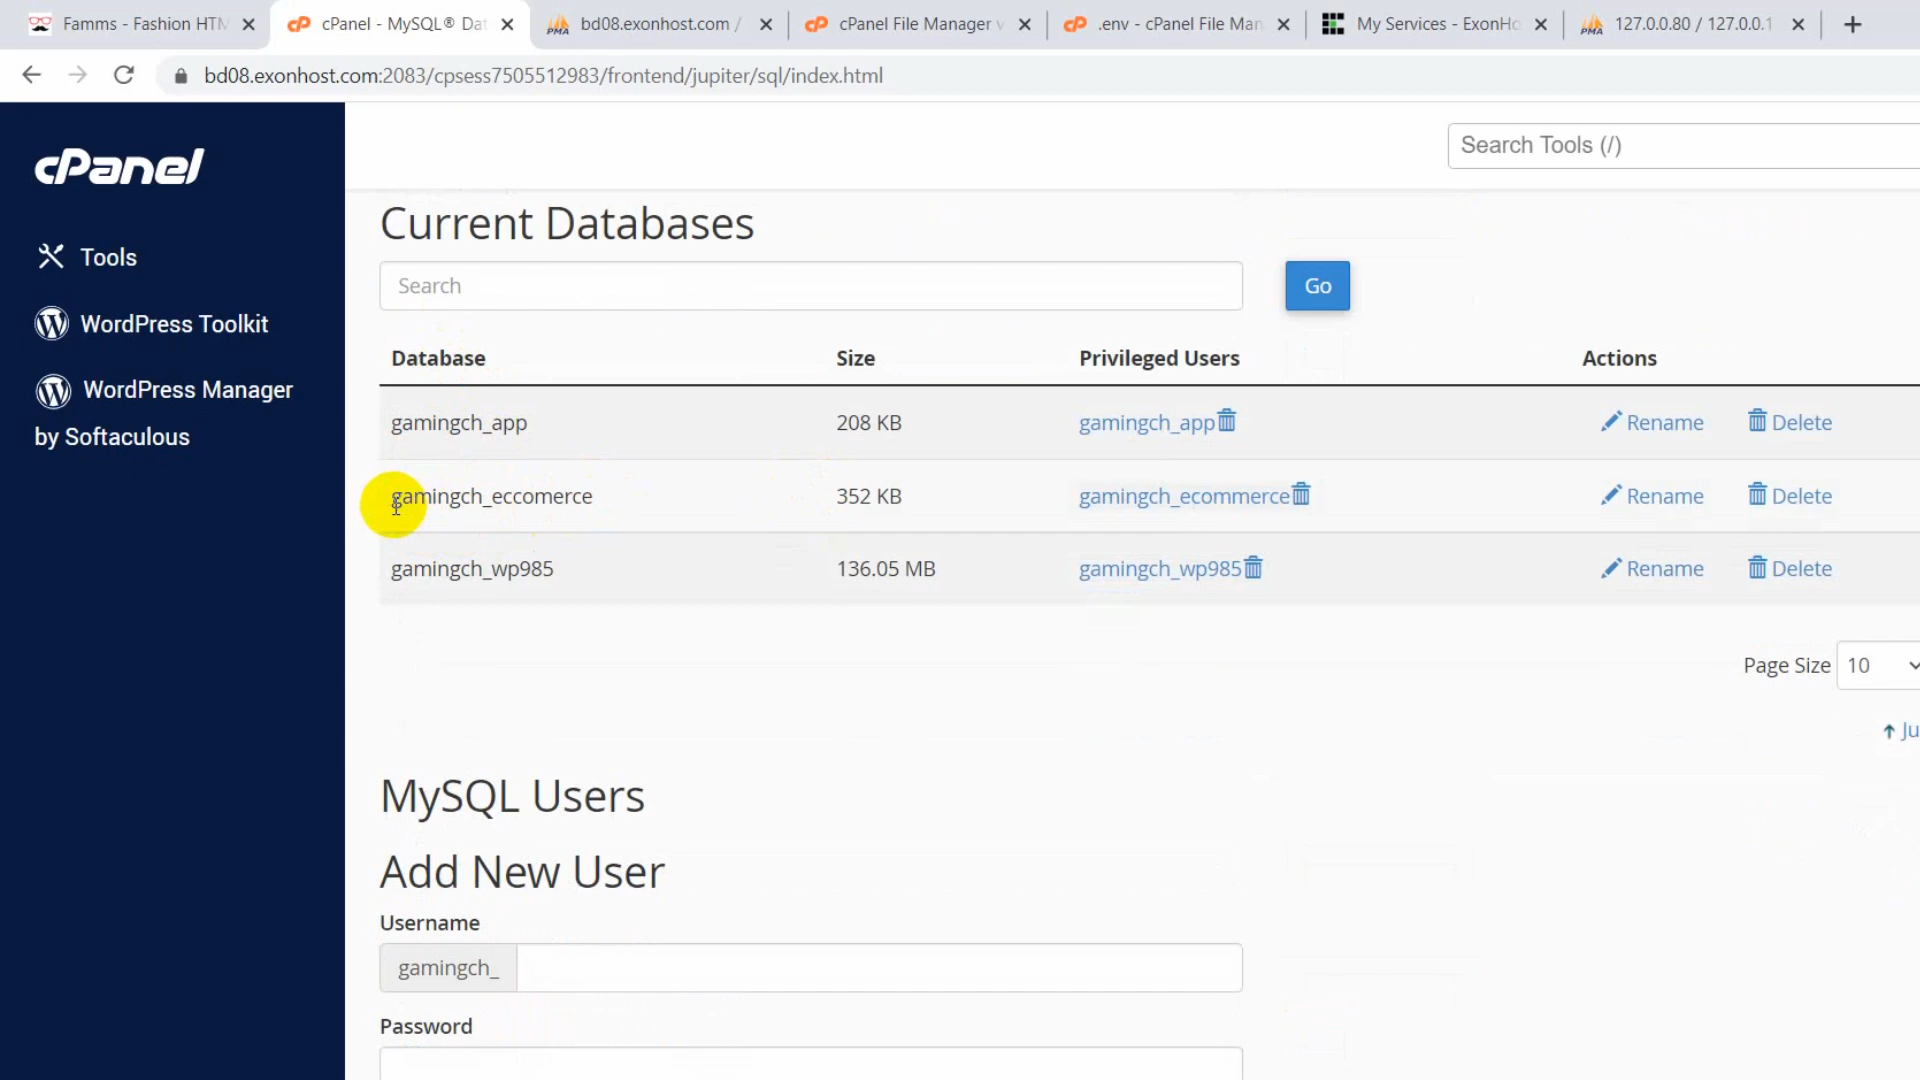 Famms - Fashion HTM
cPanel - MySQL® Dat
bd08.exonhost.com /
cPanel File Manager v
.env - cPanel File Man
My Services - ExonHo
127.0.0.80 / 127.0.0.1
bd08.exonhost.com:2083/cpsess7505512983/frontend/jupiter/sql/index.html
cPanel
Search Tools (/)
Tools
WordPress Toolkit
WordPress Manager
by Softaculous
Current Databases
Search
Go
Database Size Privileged Users Actions
gamingch_app 208 KB gamingch_app Rename Delete
gamingch_eccomerce 352 KB gamingch_ecommerce Rename Delete
gamingch_wp985 136.05 MB gamingch_wp985 Rename Delete
Page Size 10
Ju
MySQL Users
Add New User
Username
gamingch_
Password